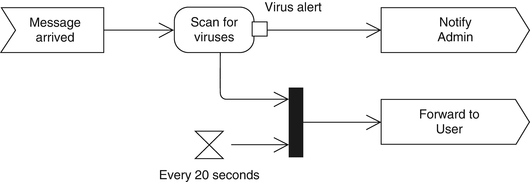 Message
arrived
Scan for
viruses
Virus alert
Notify
Admin
Forward to
User
Every 20 seconds